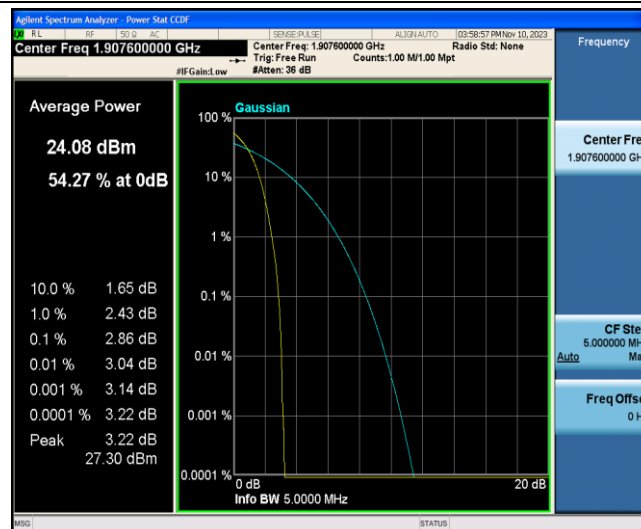 Agilent Spectrum Analyzer - Power Stat CCDF
RL RF 50 Ω AC SENSE:PULSE ALIGN AUTO 03:58:57 PM Nov 10, 2023
Center Freq 1.907600000 GHz
Center Freq: 1.907600000 GHz Radio Std: None
Trig: Free Run Counts:1.00 M/1.00 Mpt
#IFGain:Low #Atten: 36 dB
Frequency
Average Power
24.08 dBm
54.27 % at 0dB
10.0 % 1.65 dB
1.0 % 2.43 dB
0.1 % 2.86 dB
0.01 % 3.04 dB
0.001 % 3.14 dB
0.0001 % 3.22 dB
Peak 3.22 dB
27.30 dBm
Gaussian
100 %
10 %
1 %
0.1 %
0.01 %
0.001 %
0.0001 %
0 dB 20 dB
Info BW 5.0000 MHz
Center Fre
1.907600000 GH
CF Ste
5.000000 MH
Auto Ma
Freq Offs
0 H
MSG STATUS